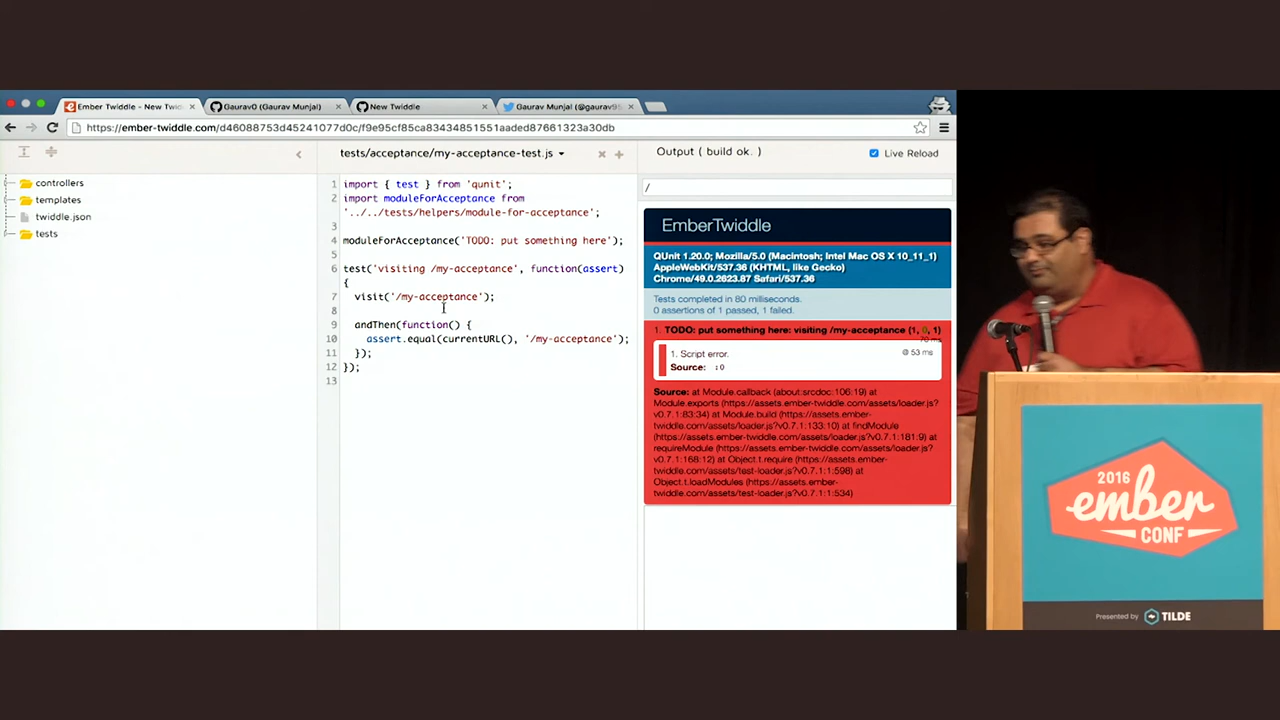 Ember Twiddle - New Twid
Gaurav0 (Gaurav Munjal)
New Twiddle
Gaurav Munjal (@gaurav9
https://ember-twiddle.com/d46088753d45241077d0c/f9e95cf85ca83434851551aaded87661323a30db
tests/acceptance/my-acceptance-test.js
Output ( build ok. )
Live Reload
controllers
templates
twiddle.json
tests
1 import { test } from 'qunit';
2 import moduleForAcceptance from
'../../tests/helpers/module-for-acceptance';
3
4 moduleForAcceptance('TODO: put something here');
5
6 test('visiting /my-acceptance', function(assert)
{
7 visit('/my-acceptance');
8
9 andThen(function() {
10 assert.equal(currentURL(), '/my-acceptance');
11 });
12 });
13
/
EmberTwiddle
QUnit 1.20.0; Mozilla/5.0 (Macintosh; Intel Mac OS X 10_11_1)
AppleWebKit/537.36 (KHTML, like Gecko)
Chrome/49.0.2623.87 Safari/537.36
Tests completed in 80 milliseconds.
0 assertions of 1 passed, 1 failed.
1. TODO: put something here: visiting /my-acceptance (1, 0, 1)
70 ms
1. Script error.
@ 53 ms
Source: :0
Source: at Module.callback (about:srcdoc:106:19) at
Module.exports (https://assets.ember-twiddle.com/assets/loader.js?
v0.7.1:83:34) at Module.build (https://assets.ember-
twiddle.com/assets/loader.js?v0.7.1:133:10) at findModule
(https://assets.ember-twiddle.com/assets/loader.js?v0.7.1:181:9) at
requireModule (https://assets.ember-twiddle.com/assets/loader.js?
v0.7.1:168:12) at Object.t.require (https://assets.ember-
twiddle.com/assets/test-loader.js?v0.7.1:1:598) at
Object.t.loadModules (https://assets.ember-
twiddle.com/assets/test-loader.js?v0.7.1:1:534)
2016
ember
CONF
Presented by TILDE